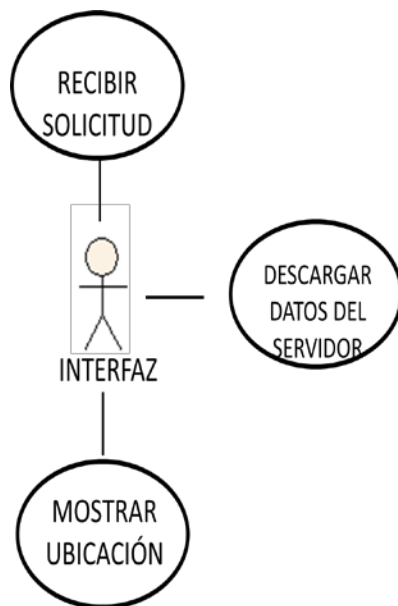 RECIBIR
SOLICITUD
DESCARGAR
DATOS DEL
SERVIDOR
INTERFAZ
MOSTRAR
UBICACIÓN